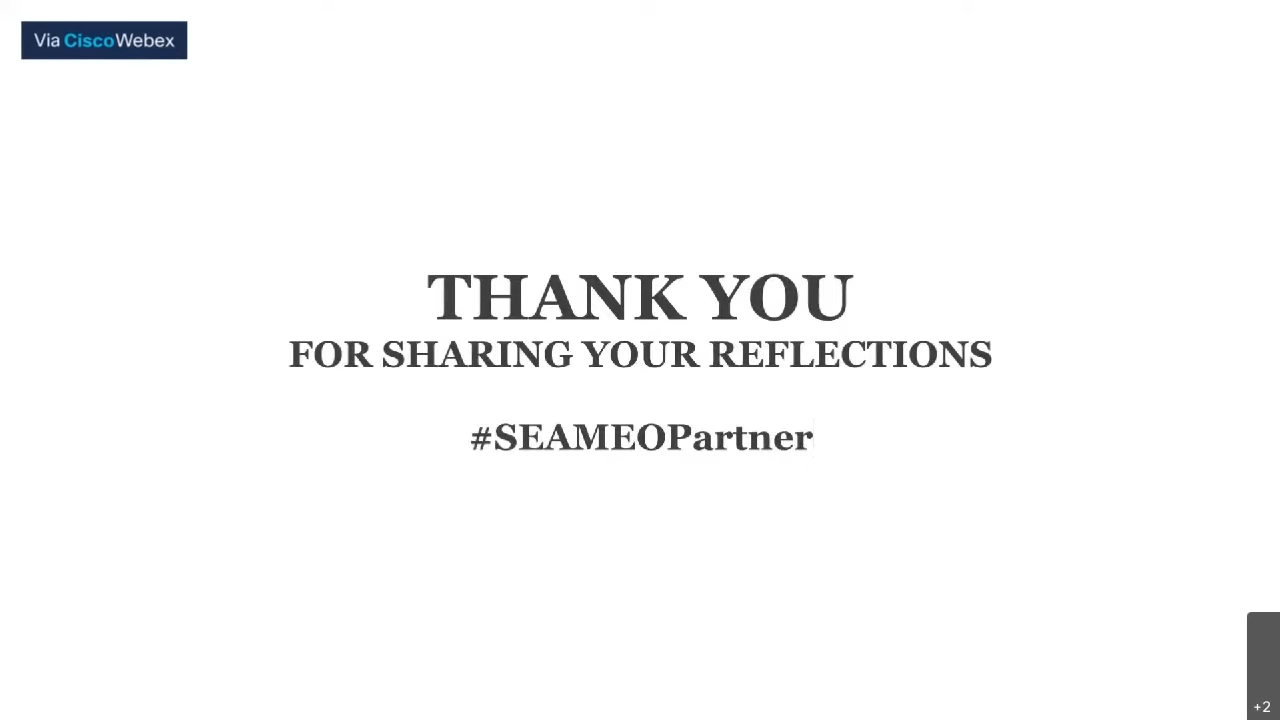 Via CiscoWebex
THANK YOU
FOR SHARING YOUR REFLECTIONS
#SEAMEOPartner
+2